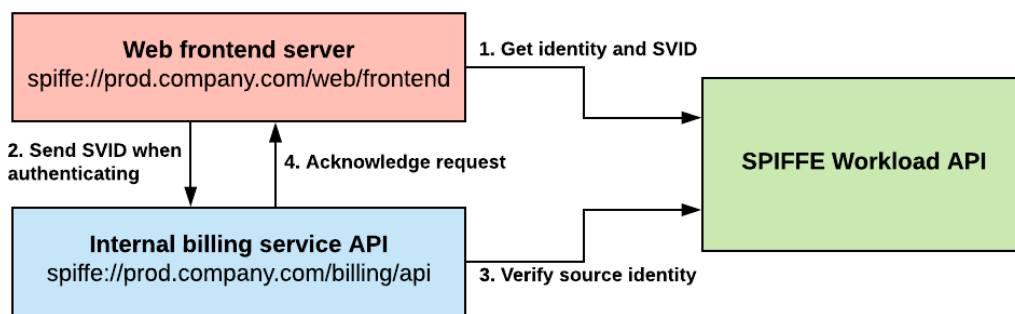 Web frontend server
spiffe://prod.company.com/web/frontend
1. Get identity and SVID
2. Send SVID when
authenticating
4. Acknowledge request
SPIFFE Workload API
Internal billing service API
spiffe://prod.company.com/billing/api
3. Verify source identity